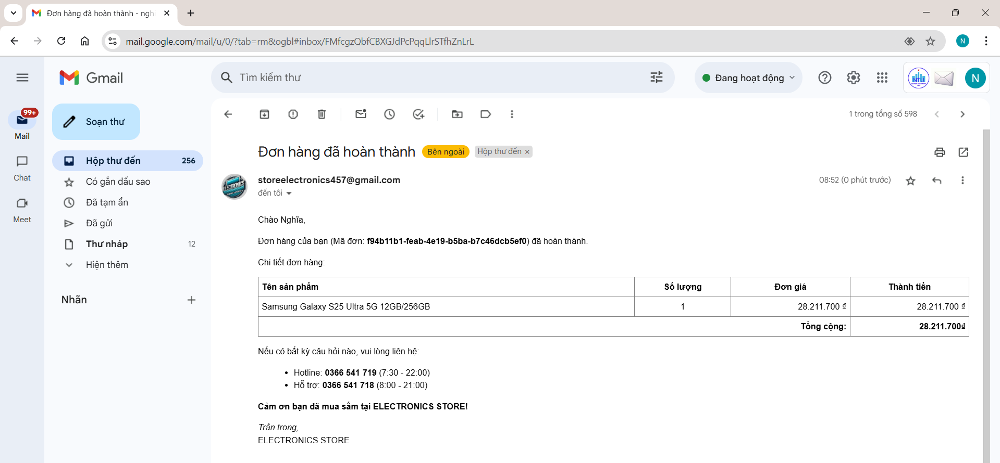 Đơn hàng đã hoàn thành - ngh
mail.google.com/mail/u/0/?tab=rm&ogbl#inbox/FMfcgzQbfCBXGJdPcPqqLlrSTfhZnLrL
N
Gmail
Tìm kiếm thư
Đang hoạt động
NTU
N
99+
Mail
Chat
Meet
Soạn thư
Hộp thư đến 256
Có gắn dấu sao
Đã tạm ẩn
Đã gửi
Thư nháp 12
Hiện thêm
Nhãn
1 trong tổng số 598
Đơn hàng đã hoàn thành Bên ngoài Hộp thư đến ×
ELECTRONICS
storeelectronics457@gmail.com 08:52 (0 phút trước)
đến tôi
Chào Nghĩa,
Đơn hàng của bạn (Mã đơn: f94b11b1-feab-4e19-b5ba-b7c46dcb5ef0) đã hoàn thành.
Chi tiết đơn hàng:
Tên sản phẩm Số lượng Đơn giá Thành tiền
Samsung Galaxy S25 Ultra 5G 12GB/256GB 1 28.211.700 ₫ 28.211.700 ₫
Tổng cộng: 28.211.700₫
Nếu có bất kỳ câu hỏi nào, vui lòng liên hệ:
• Hotline: 0366 541 719 (7:30 - 22:00)
• Hỗ trợ: 0366 541 718 (8:00 - 21:00)
Cảm ơn bạn đã mua sắm tại ELECTRONICS STORE!
Trân trọng,
ELECTRONICS STORE